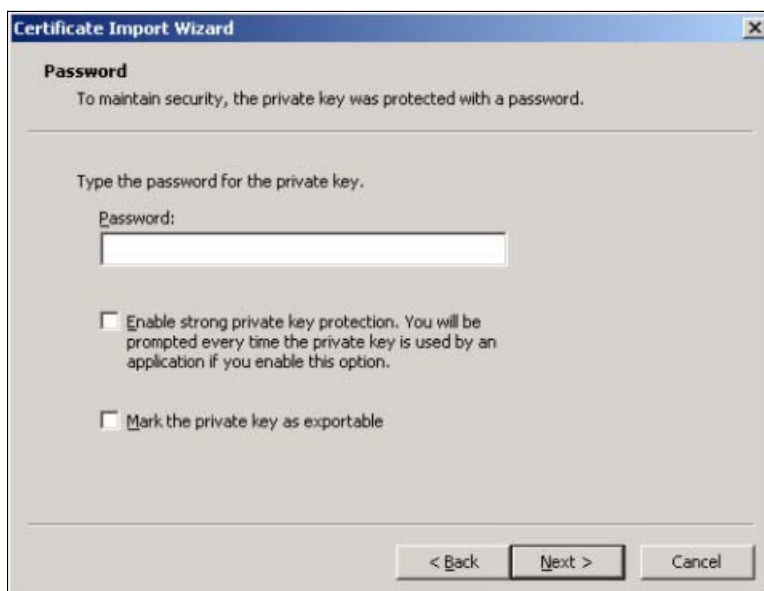 Certificate Import Wizard
Password
To maintain security, the private key was protected with a password.
Type the password for the private key.
Password:
Enable strong private key protection. You will
be prompted every time the private key is used by an
application if you enable this option.
Mark the private key as exportable
< Back
Next >
Cancel